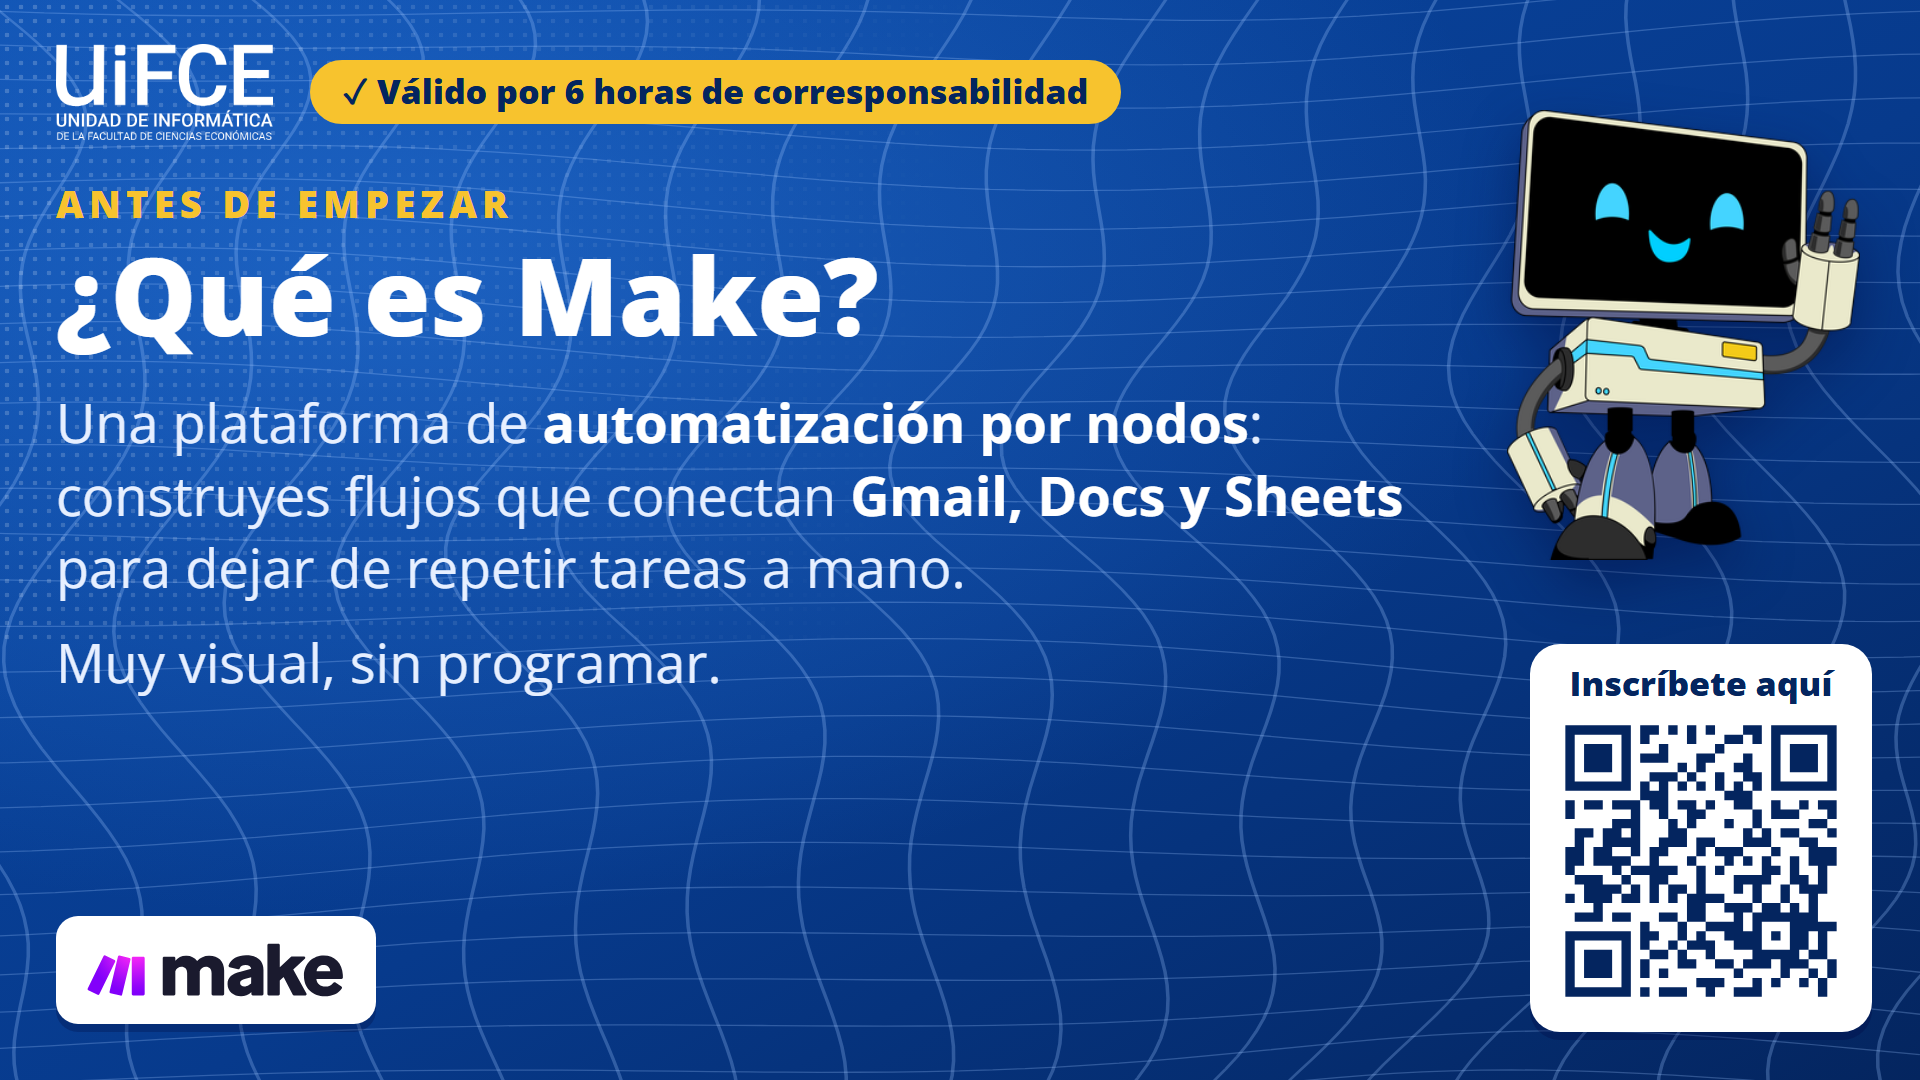 UiFCE
UNIDAD DE INFORMÁTICA
DE LA FACULTAD DE CIENCIAS ECONÓMICAS
✓ Válido por 6 horas de corresponsabilidad
ANTES DE EMPEZAR
¿Qué es Make?
Una plataforma de automatización por nodos:
construyes flujos que conectan Gmail, Docs y Sheets
para dejar de repetir tareas a mano.
Muy visual, sin programar.
Inscríbete aquí
make